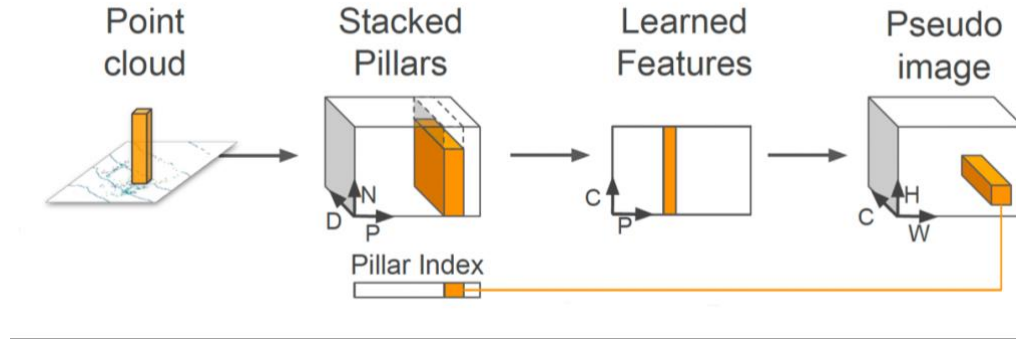 Point
cloud
Stacked
Pillars
Learned
Features
Pseudo
image
N
D
P
C
P
H
C
W
Pillar Index